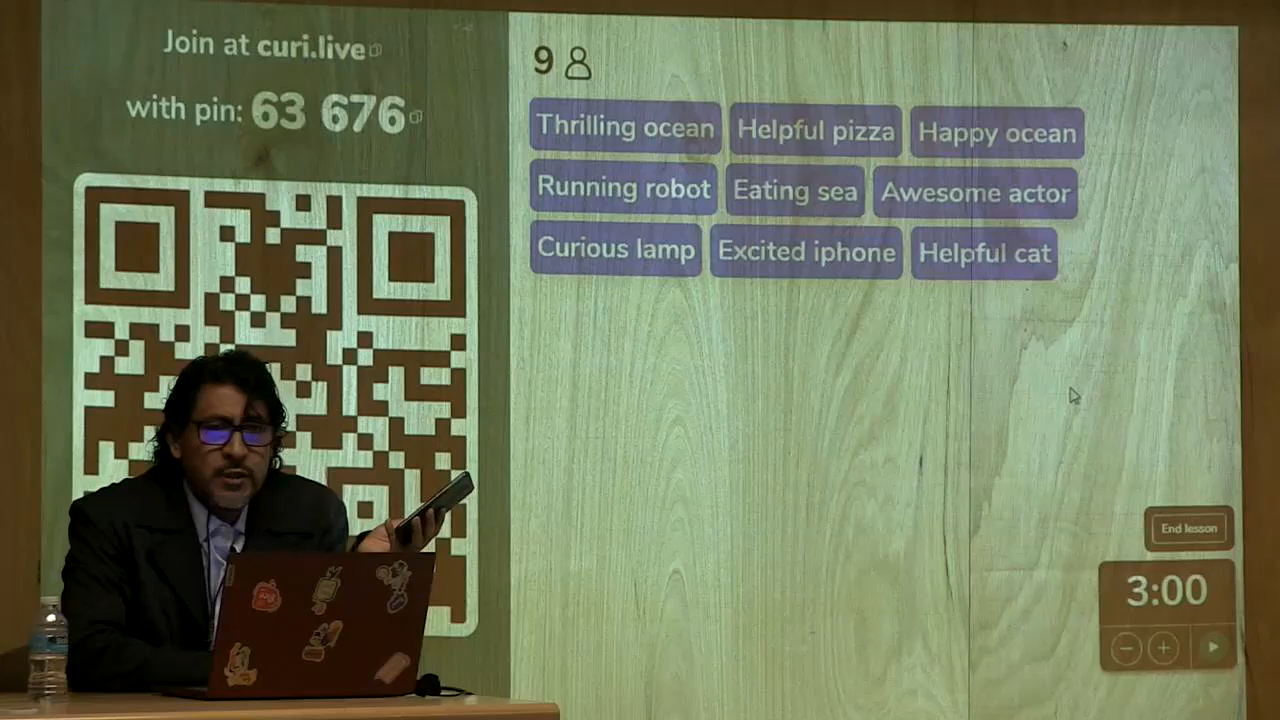 Join at curi.live
with pin: 63 676
9
Thrilling ocean
Helpful pizza
Happy ocean
Running robot
Eating sea
Awesome actor
Curious lamp
Excited iphone
Helpful cat
End lesson
3:00